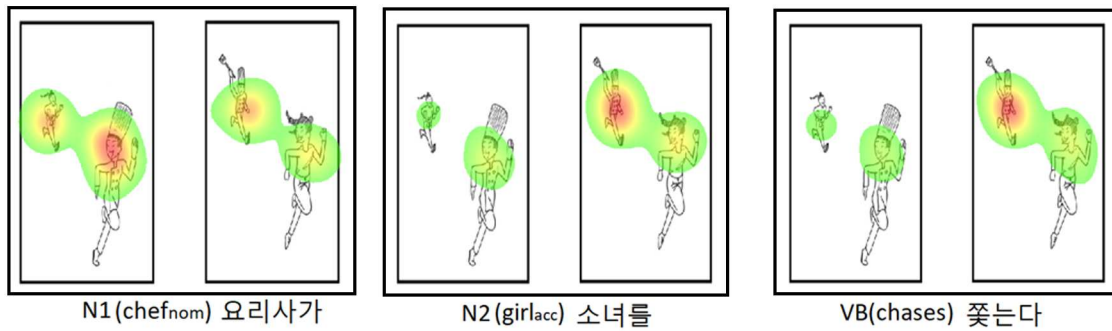 N1(chefnom) 요리사가
N2(girlacc) 소녀를
VB(chases) 쫓는다